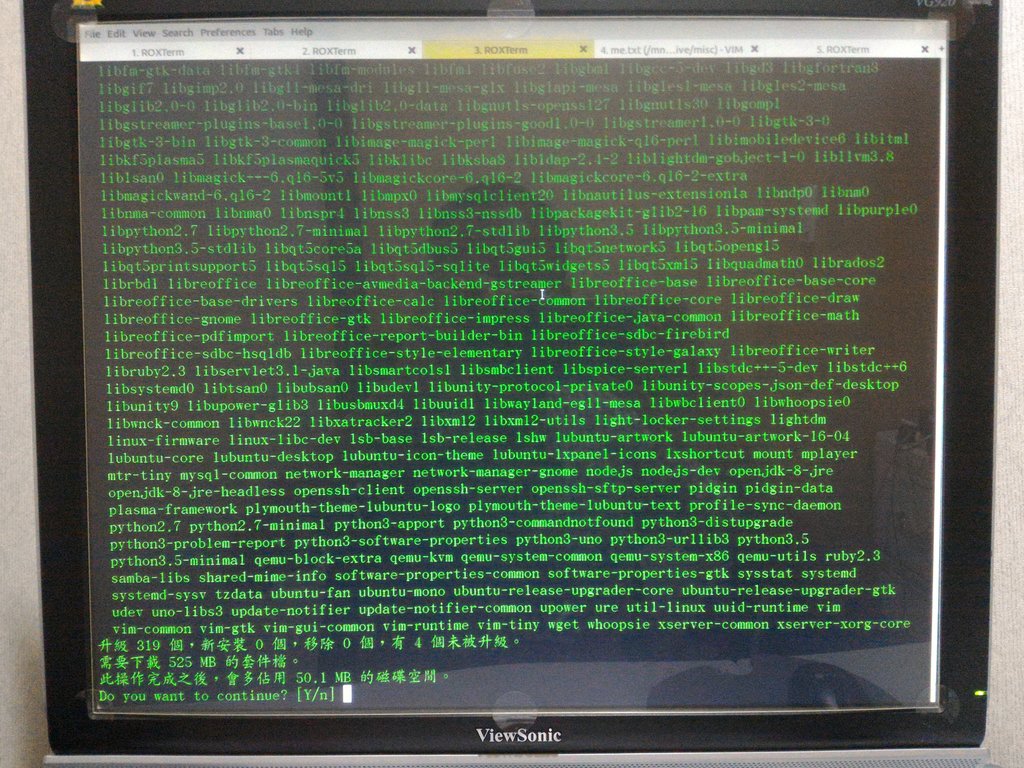 VG920
File Edit View Search Preferences Tabs Help
1. ROXTerm 2. ROXTerm 3. ROXTerm 4. me.txt (/mn...ive/misc) - VIM 5. ROXTerm
libfm-gtk-data libfm-gtk4 libfm-modules libfm4 libfuse2 libgbm1 libgcc-5-dev libgd3 libgfortran3
libgif7 libgimp2.0 libgl1-mesa-dri libgl1-mesa-glx libglapi-mesa libgles1-mesa libgles2-mesa
libglib2.0-0 libglib2.0-bin libglib2.0-data libgnutls-openssl27 libgnutls30 libgomp1
libgstreamer-plugins-base1.0-0 libgstreamer-plugins-good1.0-0 libgstreamer1.0-0 libgtk-3-0
libgtk-3-bin libgtk-3-common libimage-magick-perl libimage-magick-q16-perl libimobiledevice6 libitm1
libkf5plasma5 libkf5plasmaquick5 libklibc libksba8 libldap-2.4-2 liblightdm-gobject-1-0 libllvm3.8
liblsan0 libmagick++-6.q16-5v5 libmagickcore-6.q16-2 libmagickcore-6.q16-2-extra
libmagickwand-6.q16-2 libmount1 libmpx0 libmysqlclient20 libnautilus-extension1a libndp0 libnm0
libnma-common libnma0 libnspr4 libnss3 libnss3-nssdb libpackagekit-glib2-16 libpam-systemd libpurple0
libpython2.7 libpython2.7-minimal libpython2.7-stdlib libpython3.5 libpython3.5-minimal
libpython3.5-stdlib libqt5core5a libqt5dbus5 libqt5gui5 libqt5network5 libqt5opengl5
libqt5printsupport5 libqt5sql5 libqt5sql5-sqlite libqt5widgets5 libqt5xml5 libquadmath0 librados2
librbd1 libreoffice libreoffice-avmedia-backend-gstreamer libreoffice-base libreoffice-base-core
libreoffice-base-drivers libreoffice-calc libreoffice-common libreoffice-core libreoffice-draw
libreoffice-gnome libreoffice-gtk libreoffice-impress libreoffice-java-common libreoffice-math
libreoffice-pdfimport libreoffice-report-builder-bin libreoffice-sdbc-firebird
libreoffice-sdbc-hsqldb libreoffice-style-elementary libreoffice-style-galaxy libreoffice-writer
libruby2.3 libservlet3.1-java libsmartcols1 libsmbclient libspice-server1 libstdc++-5-dev libstdc++6
libsystemd0 libtsan0 libubsan0 libudev1 libunity-protocol-private0 libunity-scopes-json-def-desktop
libunity9 libupower-glib3 libusbmuxd4 libuuid1 libwayland-egl1-mesa libwbclient0 libwhoopsie0
libwnck-common libwnck22 libxatracker2 libxml2 libxml2-utils light-locker-settings lightdm
linux-firmware linux-libc-dev lsb-base lsb-release lshw lubuntu-artwork lubuntu-artwork-16-04
lubuntu-core lubuntu-desktop lubuntu-icon-theme lubuntu-lxpanel-icons lxshortcut mount mplayer
mtr-tiny mysql-common network-manager network-manager-gnome nodejs nodejs-dev openjdk-8-jre
openjdk-8-jre-headless openssh-client openssh-server openssh-sftp-server pidgin pidgin-data
plasma-framework plymouth-theme-lubuntu-logo plymouth-theme-lubuntu-text profile-sync-daemon
python2.7 python2.7-minimal python3-apport python3-commandnotfound python3-distupgrade
python3-problem-report python3-software-properties python3-uno python3-urllib3 python3.5
python3.5-minimal qemu-block-extra qemu-kvm qemu-system-common qemu-system-x86 qemu-utils ruby2.3
samba-libs shared-mime-info software-properties-common software-properties-gtk sysstat systemd
systemd-sysv tzdata ubuntu-fan ubuntu-mono ubuntu-release-upgrader-core ubuntu-release-upgrader-gtk
udev uno-libs3 update-notifier update-notifier-common upower ure util-linux uuid-runtime vim
vim-common vim-gtk vim-gui-common vim-runtime vim-tiny wget whoopsie xserver-common xserver-xorg-core
升級 319 個，新安裝 0 個，移除 0 個，有 4 個未被升級。
需要下載 525 MB 的套件檔。
此操作完成之後，會多佔用 50.1 MB 的磁碟空間。
Do you want to continue? [Y/n]
ViewSonic